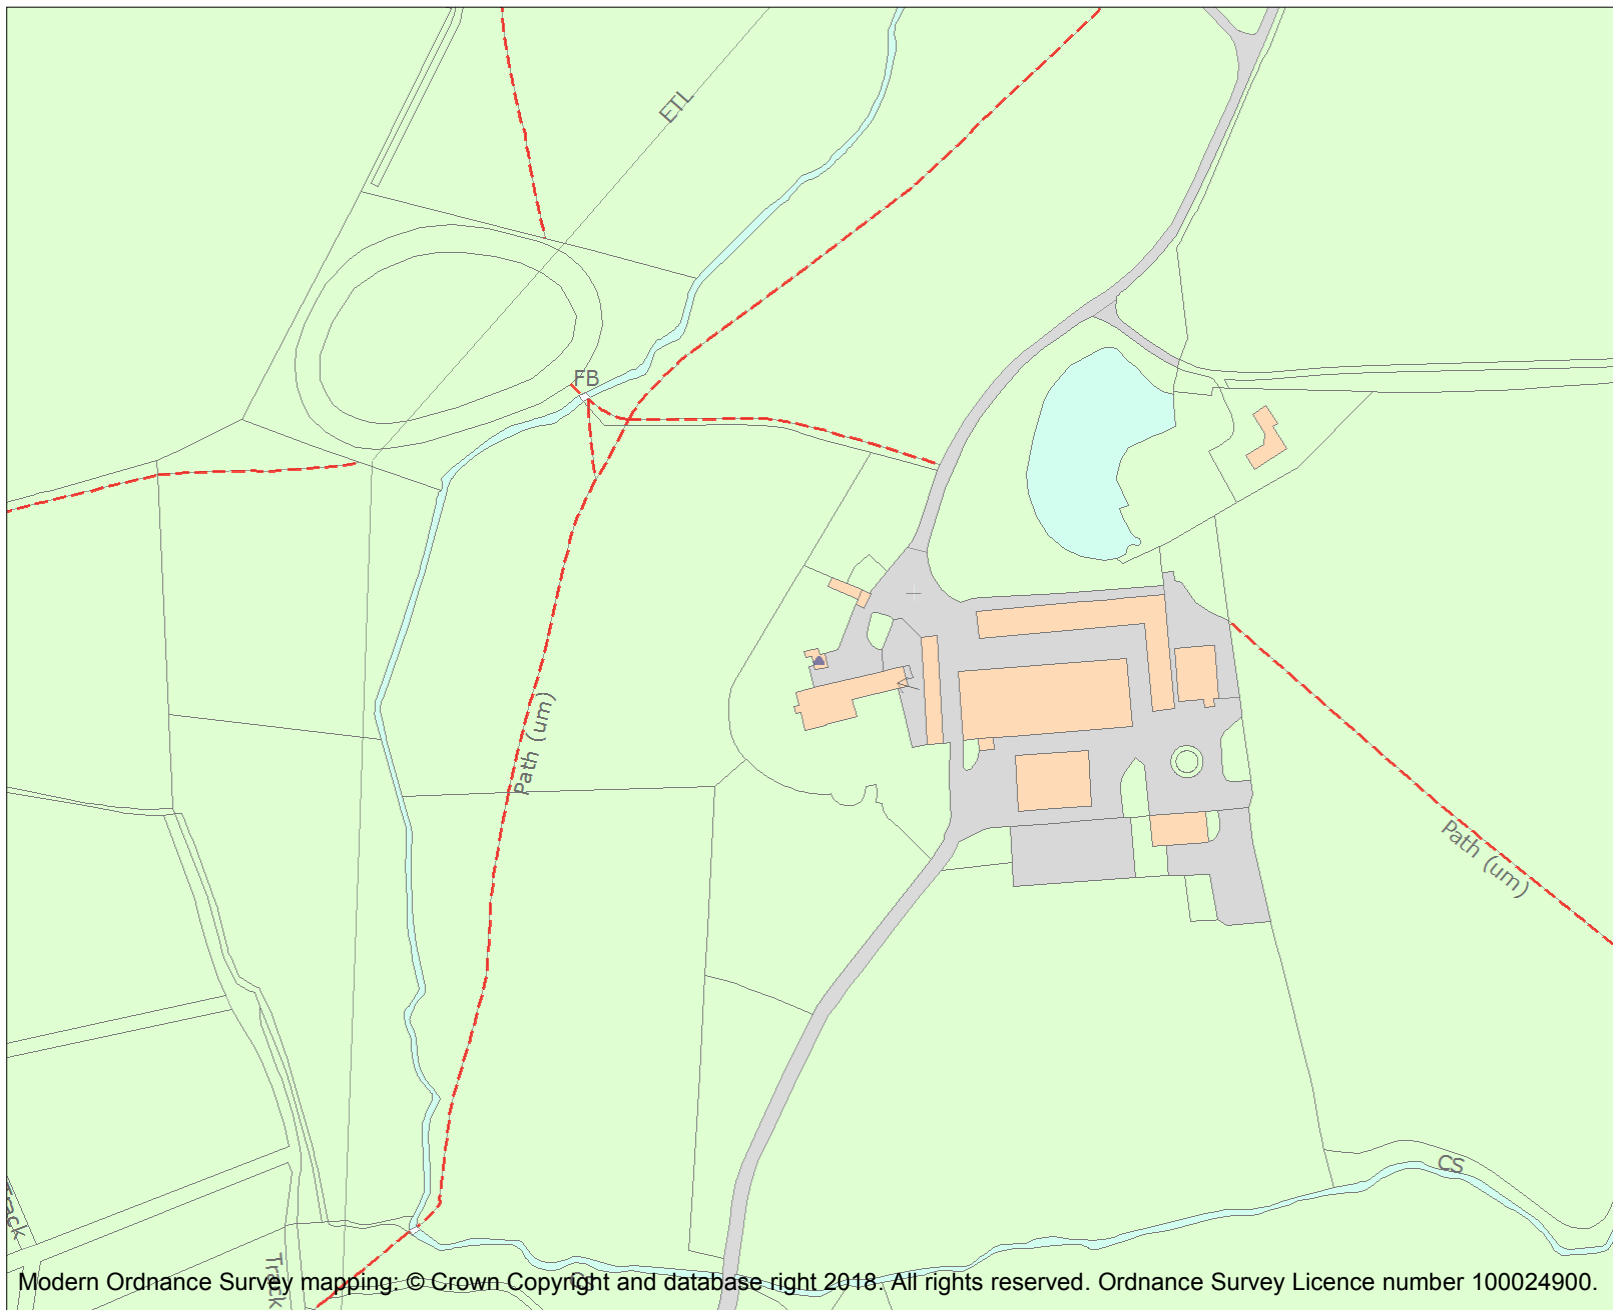 ETL
FB
Path (um)
Path (um)
CS
Track
Modern Ordnance Survey mapping: © Crown Copyright and database right 2018. All rights reserved. Ordnance Survey Licence number 100024900.